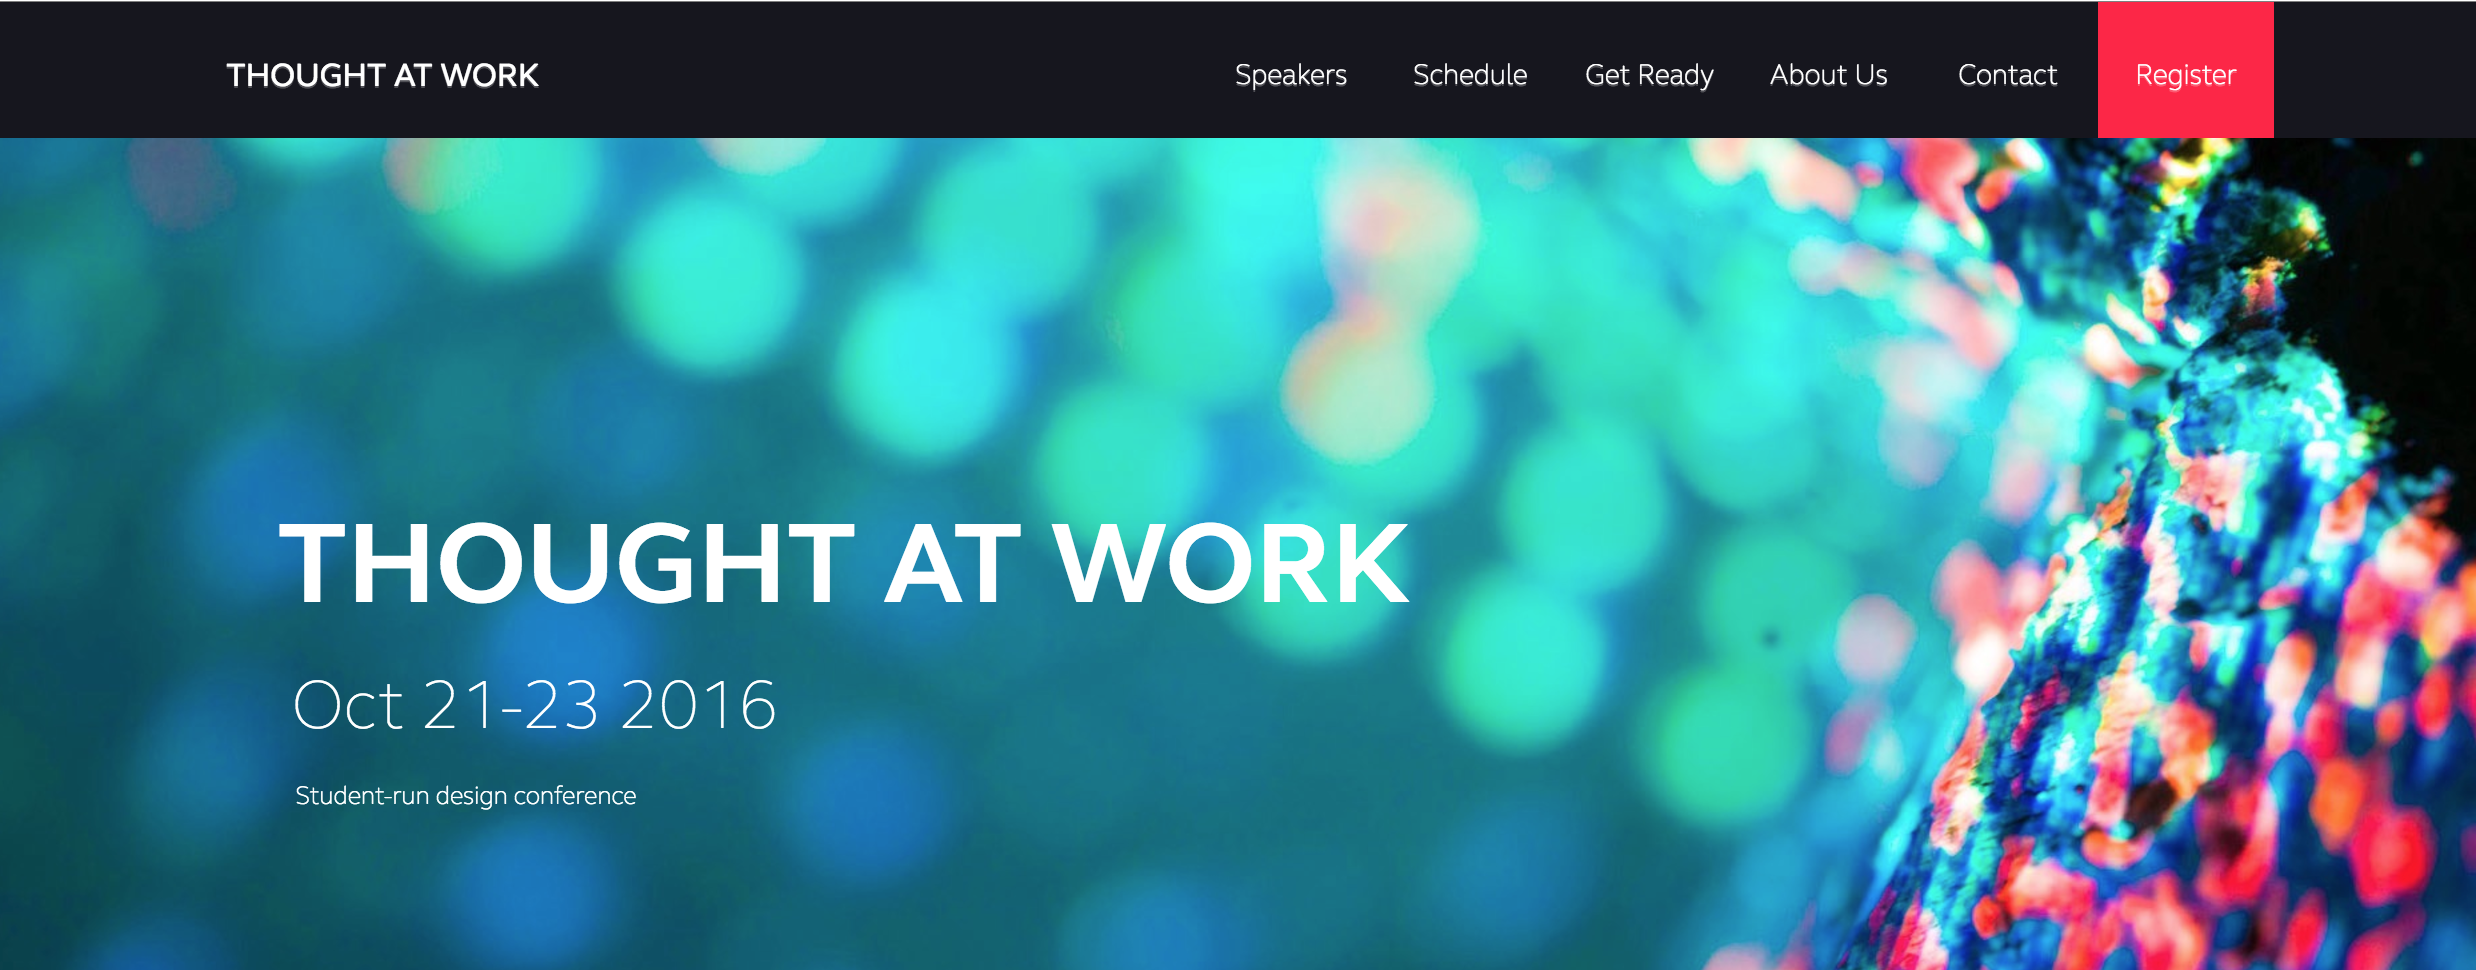 THOUGHT AT WORK
Speakers Schedule Get Ready About Us Contact Register
THOUGHT AT WORK
Oct 21-23 2016
Student-run design conference